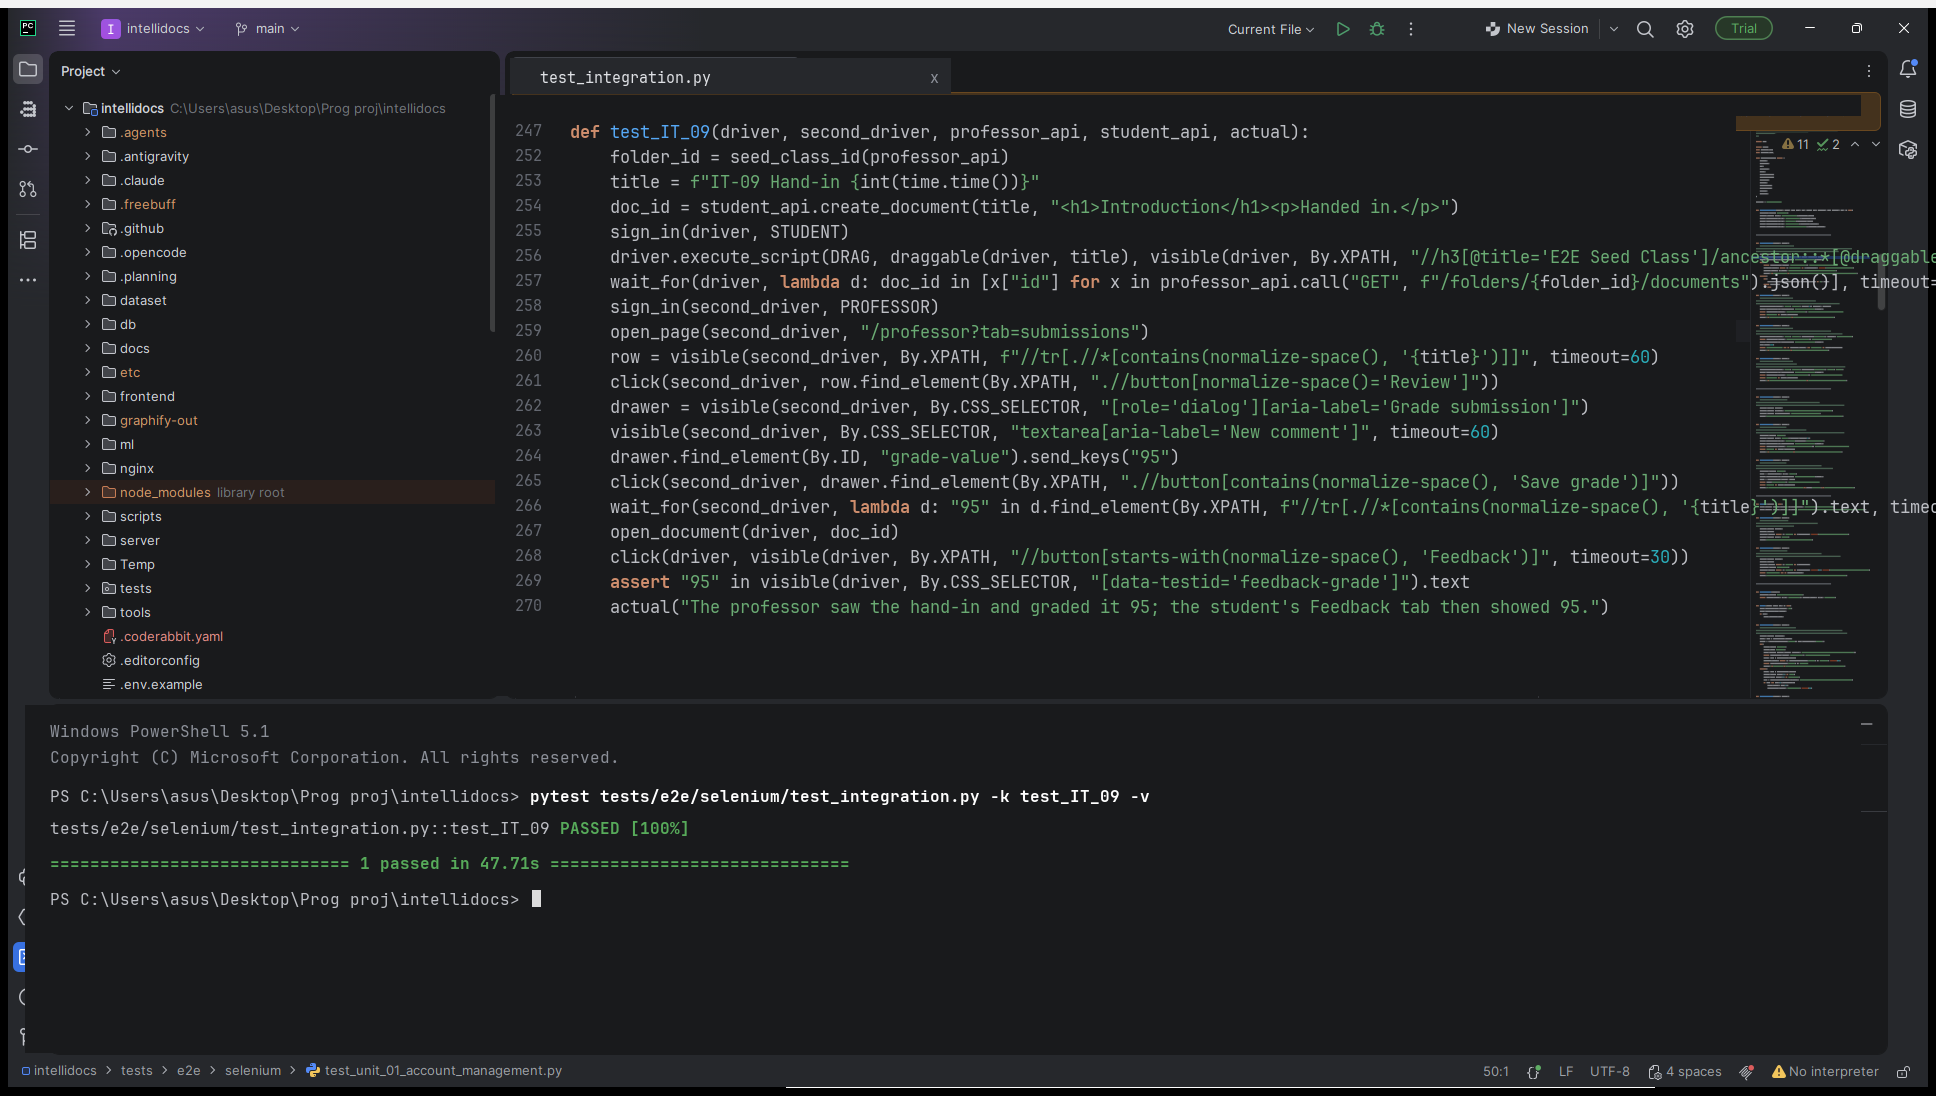 PC
I intellidocs main Current File New Session Trial
Project
intellidocs C:\Users\asus\Desktop\Prog proj\intellidocs
.agents
.antigravity
.claude
.freebuff
.github
.opencode
.planning
dataset
db
docs
etc
frontend
graphify-out
ml
nginx
node_modules library root
scripts
server
Temp
tests
tools
.coderabbit.yaml
.editorconfig
.env.example
test_integration.py x
11 2
247 def test_IT_09(driver, second_driver, professor_api, student_api, actual):
252 folder_id = seed_class_id(professor_api)
253 title = f"IT-09 Hand-in {int(time.time())}"
254 doc_id = student_api.create_document(title, "<h1>Introduction</h1><p>Handed in.</p>")
255 sign_in(driver, STUDENT)
256 driver.execute_script(DRAG, draggable(driver, title), visible(driver, By.XPATH, "//h3[@title='E2E Seed Class']/ancestor::*[@draggable
257 wait_for(driver, lambda d: doc_id in [x["id"] for x in professor_api.call("GET", f"/folders/{folder_id}/documents").json()], timeout=
258 sign_in(second_driver, PROFESSOR)
259 open_page(second_driver, "/professor?tab=submissions")
260 row = visible(second_driver, By.XPATH, f"//tr[.//*[contains(normalize-space(), '{title}')]]", timeout=60)
261 click(second_driver, row.find_element(By.XPATH, ".//button[normalize-space()='Review']"))
262 drawer = visible(second_driver, By.CSS_SELECTOR, "[role='dialog'][aria-label='Grade submission']")
263 visible(second_driver, By.CSS_SELECTOR, "textarea[aria-label='New comment']", timeout=60)
264 drawer.find_element(By.ID, "grade-value").send_keys("95")
265 click(second_driver, drawer.find_element(By.XPATH, ".//button[contains(normalize-space(), 'Save grade')]"))
266 wait_for(second_driver, lambda d: "95" in d.find_element(By.XPATH, f"//tr[.//*[contains(normalize-space(), '{title}')]]").text, timeo
267 open_document(driver, doc_id)
268 click(driver, visible(driver, By.XPATH, "//button[starts-with(normalize-space(), 'Feedback')]", timeout=30))
269 assert "95" in visible(driver, By.CSS_SELECTOR, "[data-testid='feedback-grade']").text
270 actual("The professor saw the hand-in and graded it 95; the student's Feedback tab then showed 95.")
Windows PowerShell 5.1
Copyright (C) Microsoft Corporation. All rights reserved.
PS C:\Users\asus\Desktop\Prog proj\intellidocs> pytest tests/e2e/selenium/test_integration.py -k test_IT_09 -v
tests/e2e/selenium/test_integration.py::test_IT_09 PASSED [100%]
============================== 1 passed in 47.71s ==============================
PS C:\Users\asus\Desktop\Prog proj\intellidocs>
intellidocs > tests > e2e > selenium > test_unit_01_account_management.py 50:1 LF UTF-8 4 spaces No interpreter